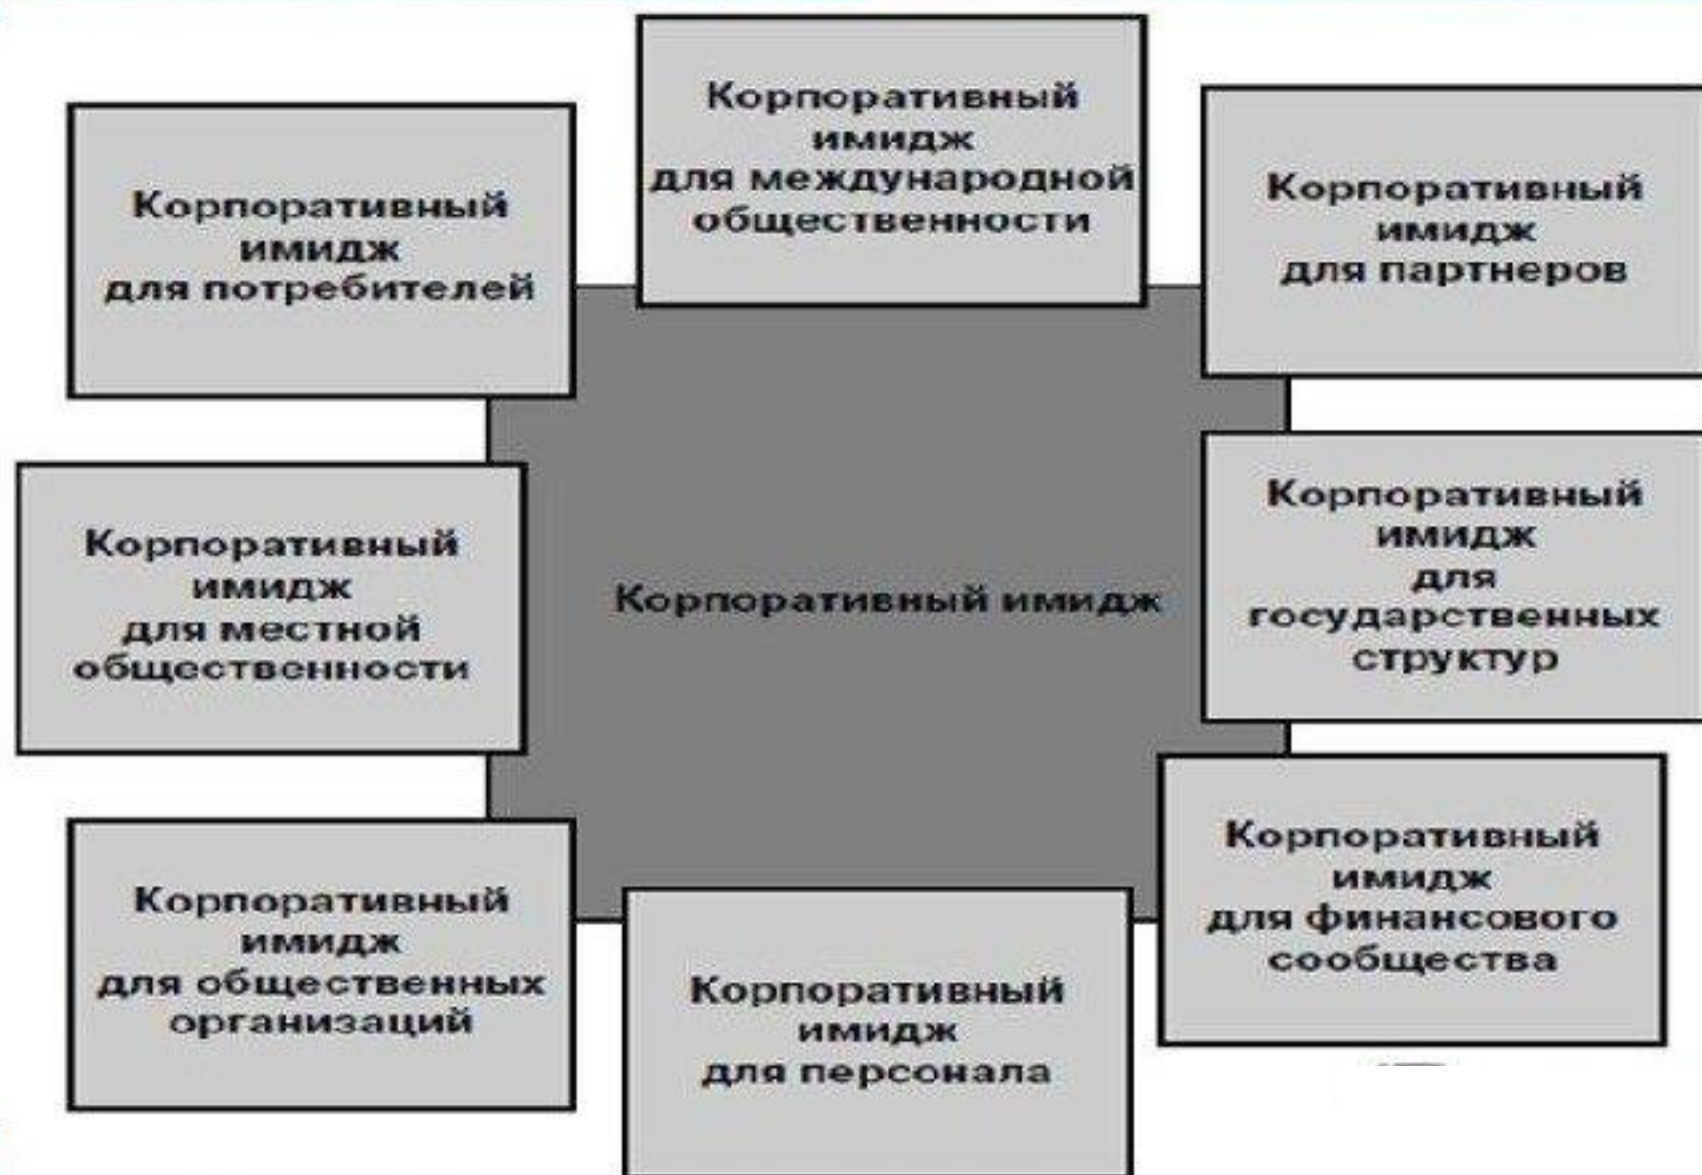 Корпоративный
имидж
для международной
общественности
Корпоративный
имидж
для потребителей
Корпоративный
имидж
для партнеров
Корпоративный
имидж
для местной
общественности
Корпоративный имидж
Корпоративный
имидж
для
государственных
структур
Корпоративный
имидж
для общественных
организаций
Корпоративный
имидж
для персонала
Корпоративный
имидж
для финансового
сообщества